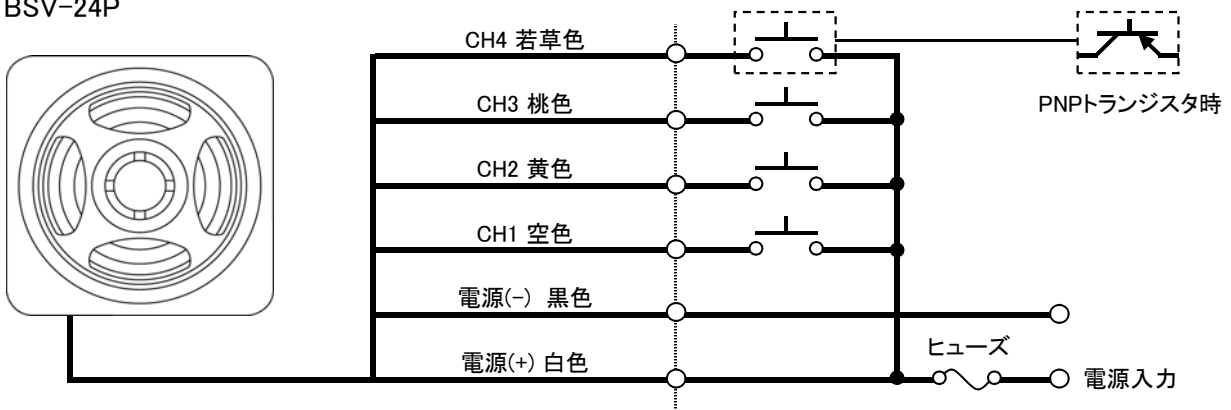 BSV-24P
CH4 若草色
PNPトランジスタ時
CH3 桃色
CH2 黄色
CH1 空色
電源(-) 黒色
ヒューズ
電源(+) 白色
電源入力